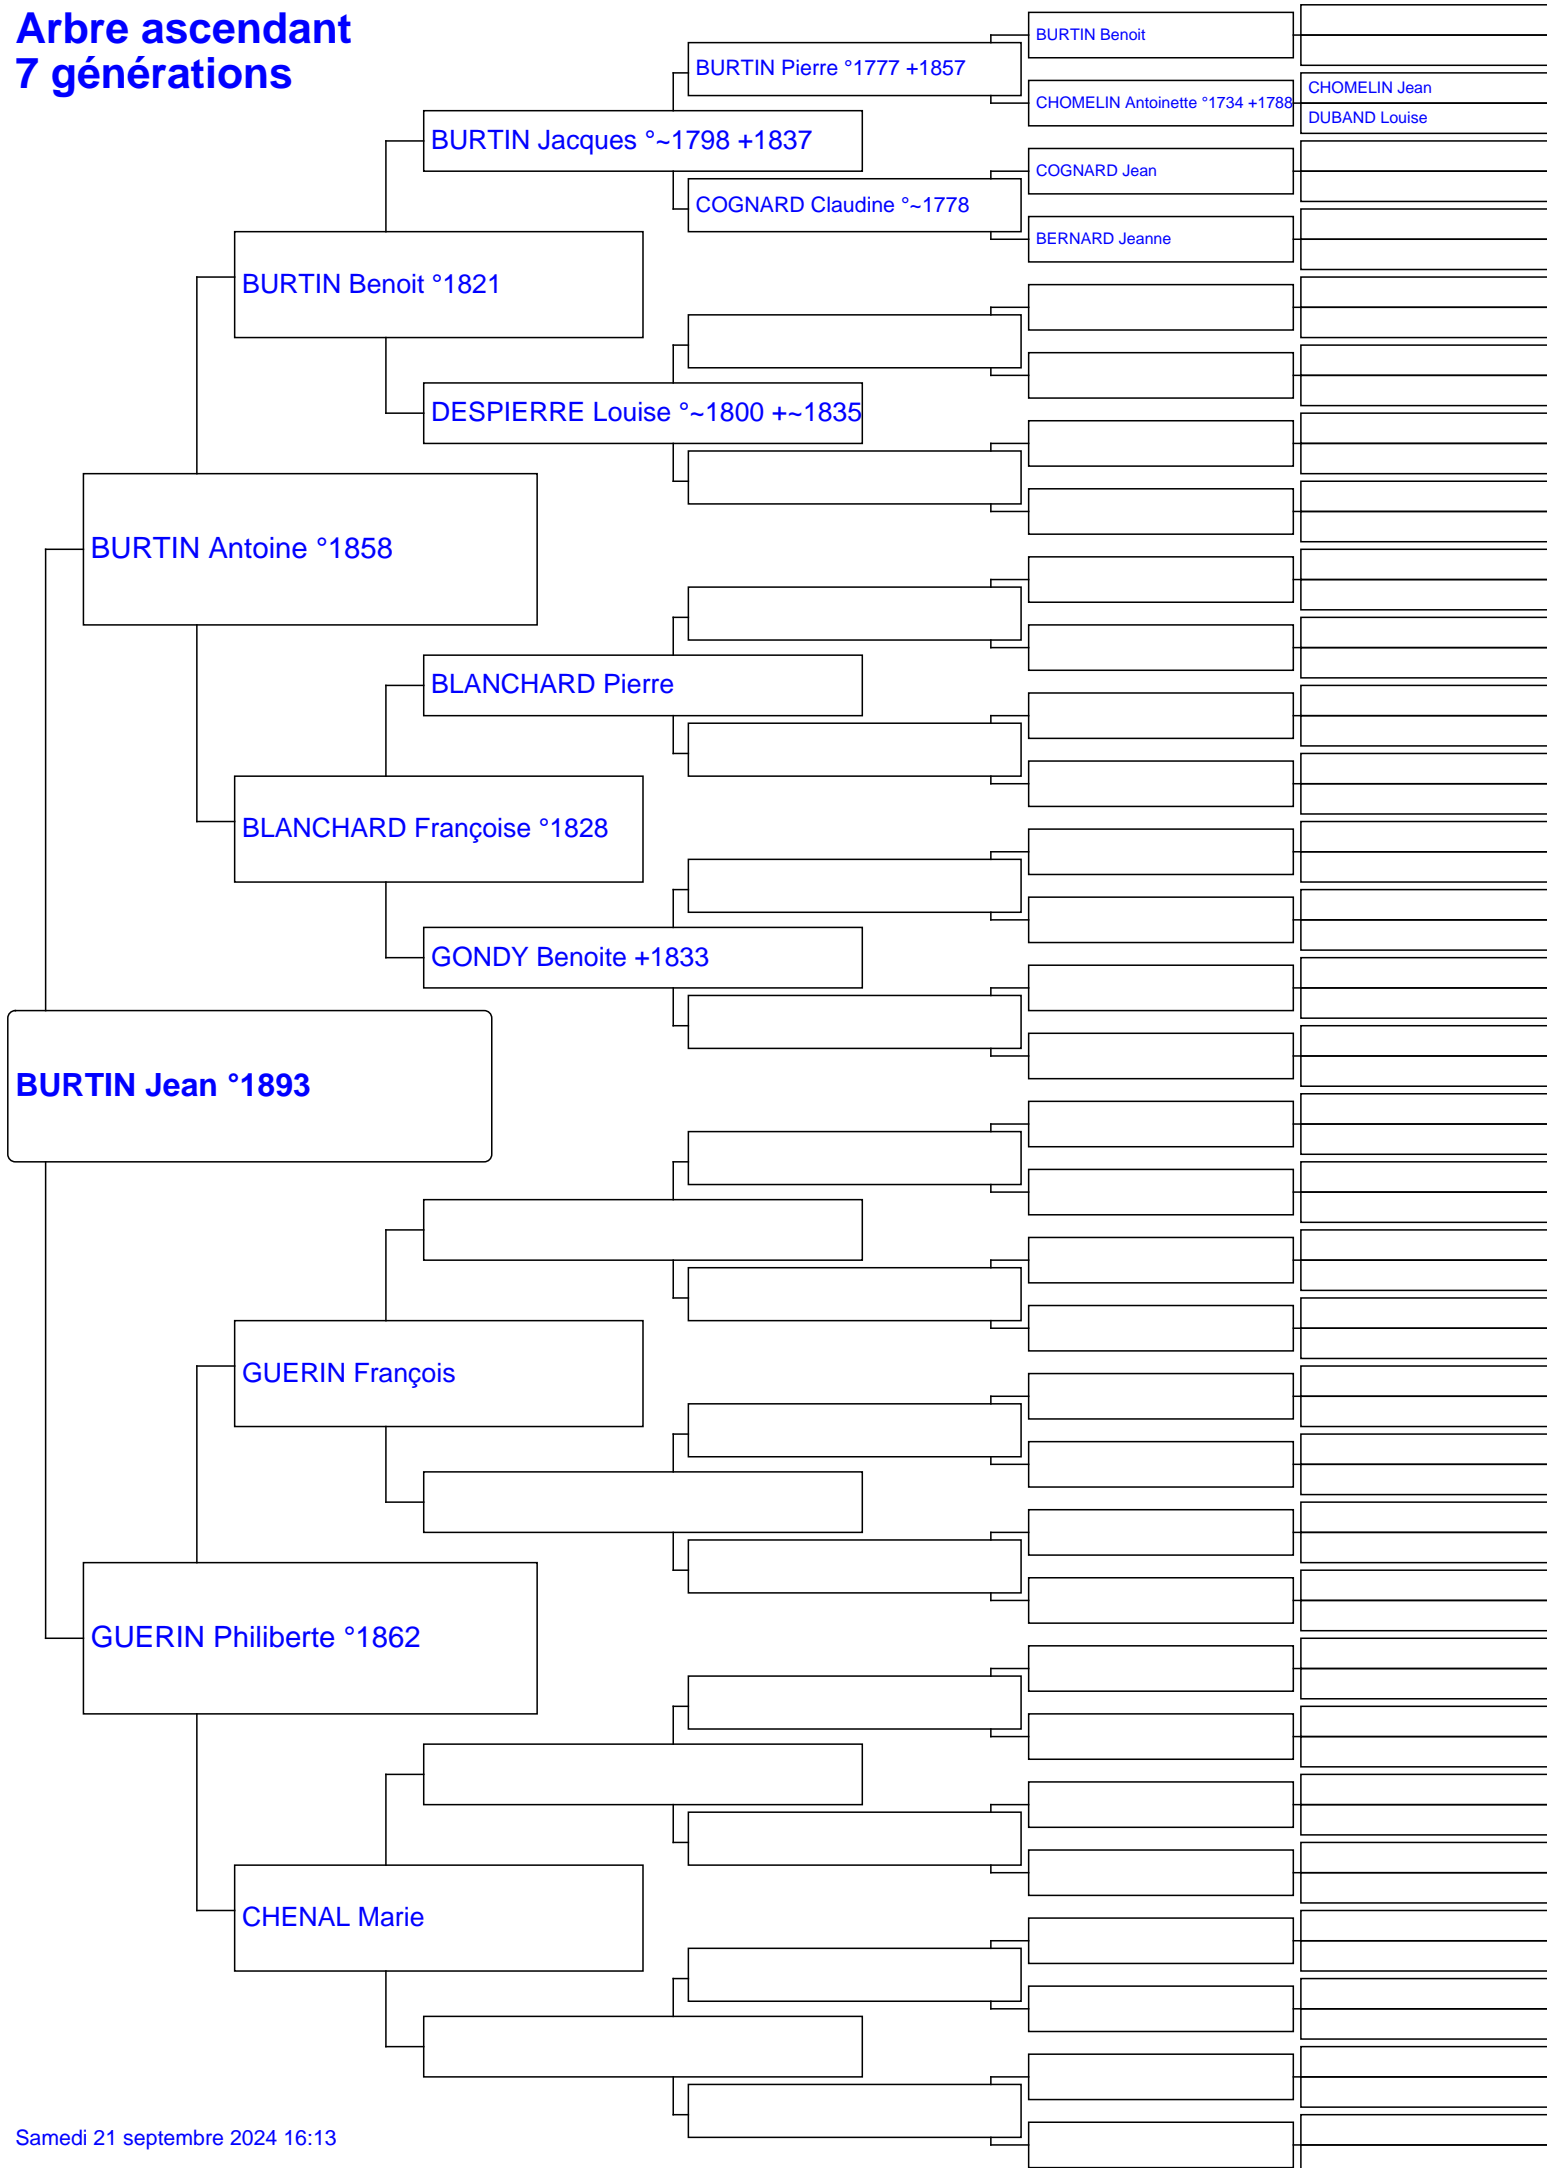 Arbre ascendant
7 générations
BURTIN Benoit
BURTIN Pierre °1777 +1857
CHOMELIN Jean
CHOMELIN Antoinette °1734 +1788
DUBAND Louise
BURTIN Jacques °~1798 +1837
COGNARD Jean
COGNARD Claudine °~1778
BERNARD Jeanne
BURTIN Benoit °1821
DESPIERRE Louise °~1800 +~1835
BURTIN Antoine °1858
BLANCHARD Pierre
BLANCHARD Françoise °1828
GONDY Benoite +1833
BURTIN Jean °1893
GUERIN François
GUERIN Philiberte °1862
CHENAL Marie
Samedi 21 septembre 2024 16:13